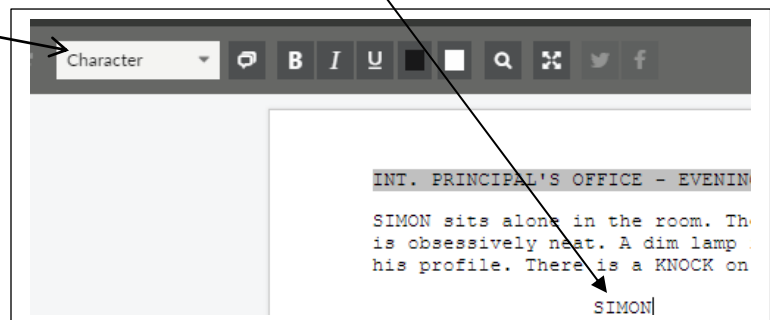 Character B I U
INT. PRINCIPAL'S OFFICE - EVENING
SIMON sits alone in the room. The
is obsessively neat. A dim lamp
his profile. There is a KNOCK on
SIMON